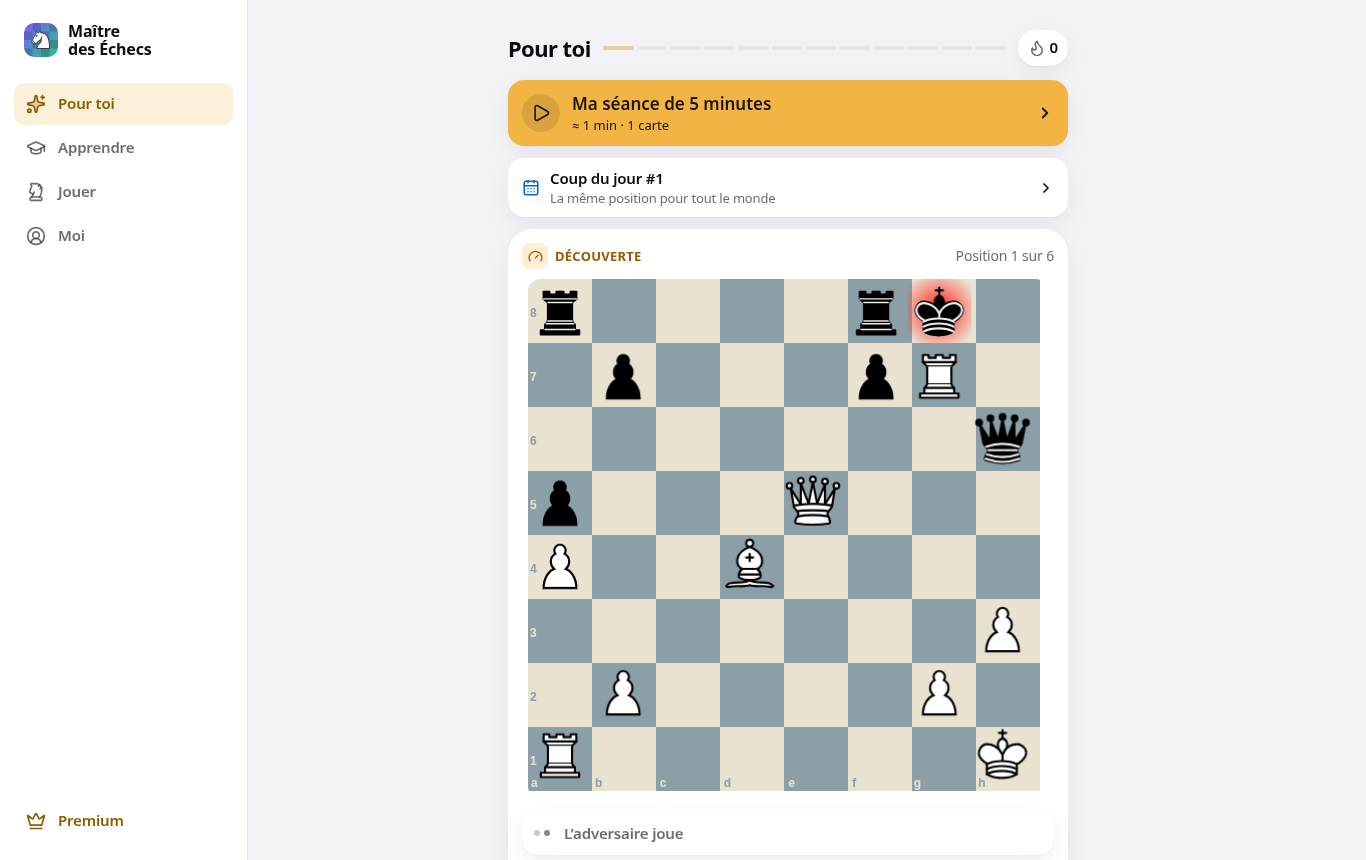 Maître
des Échecs
Pour toi
Apprendre
Jouer
Moi
Premium
Pour toi
0
Ma séance de 5 minutes
≈ 1 min · 1 carte
Coup du jour #1
La même position pour tout le monde
DÉCOUVERTE
Position 1 sur 6
8
7
6
5
4
3
2
1
a b c d e f g h
L'adversaire joue